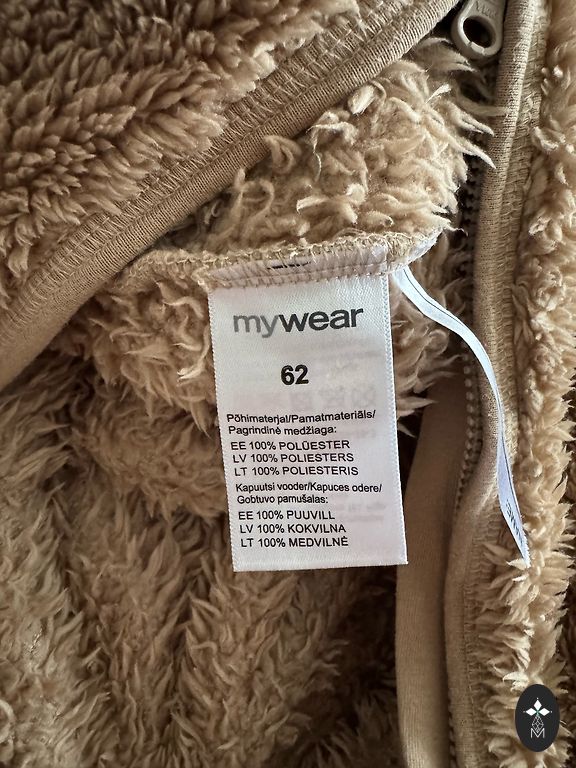 mywear
62
Põhimaterjal/Pamatmateriāls/
Pagrindinė medžiaga:
EE 100% POLÜESTER
LV 100% POLIESTERS
LT 100% POLIESTERIS
Kapuutsi vooder/Kapuces odere/
Gobtuvo pamušalas:
EE 100% PUUVILL
LV 100% KOKVILNA
LT 100% MEDVILNĖ
M